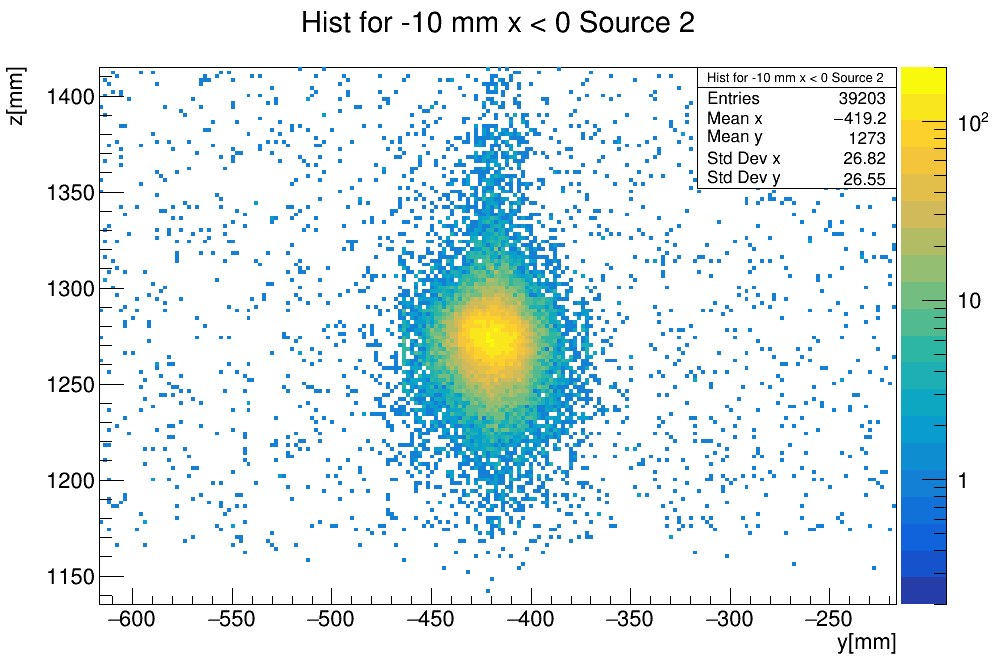 Hist for -10 mm x < 0 Source 2
z[mm]
Hist for -10 mm x < 0 Source 2
Entries 39203
Mean x −419.2
Mean y 1273
Std Dev x 26.82
Std Dev y 26.55
1400
1350
1300
1250
1200
1150
10²
10
1
−600 −550 −500 −450 −400 −350 −300 −250
y[mm]